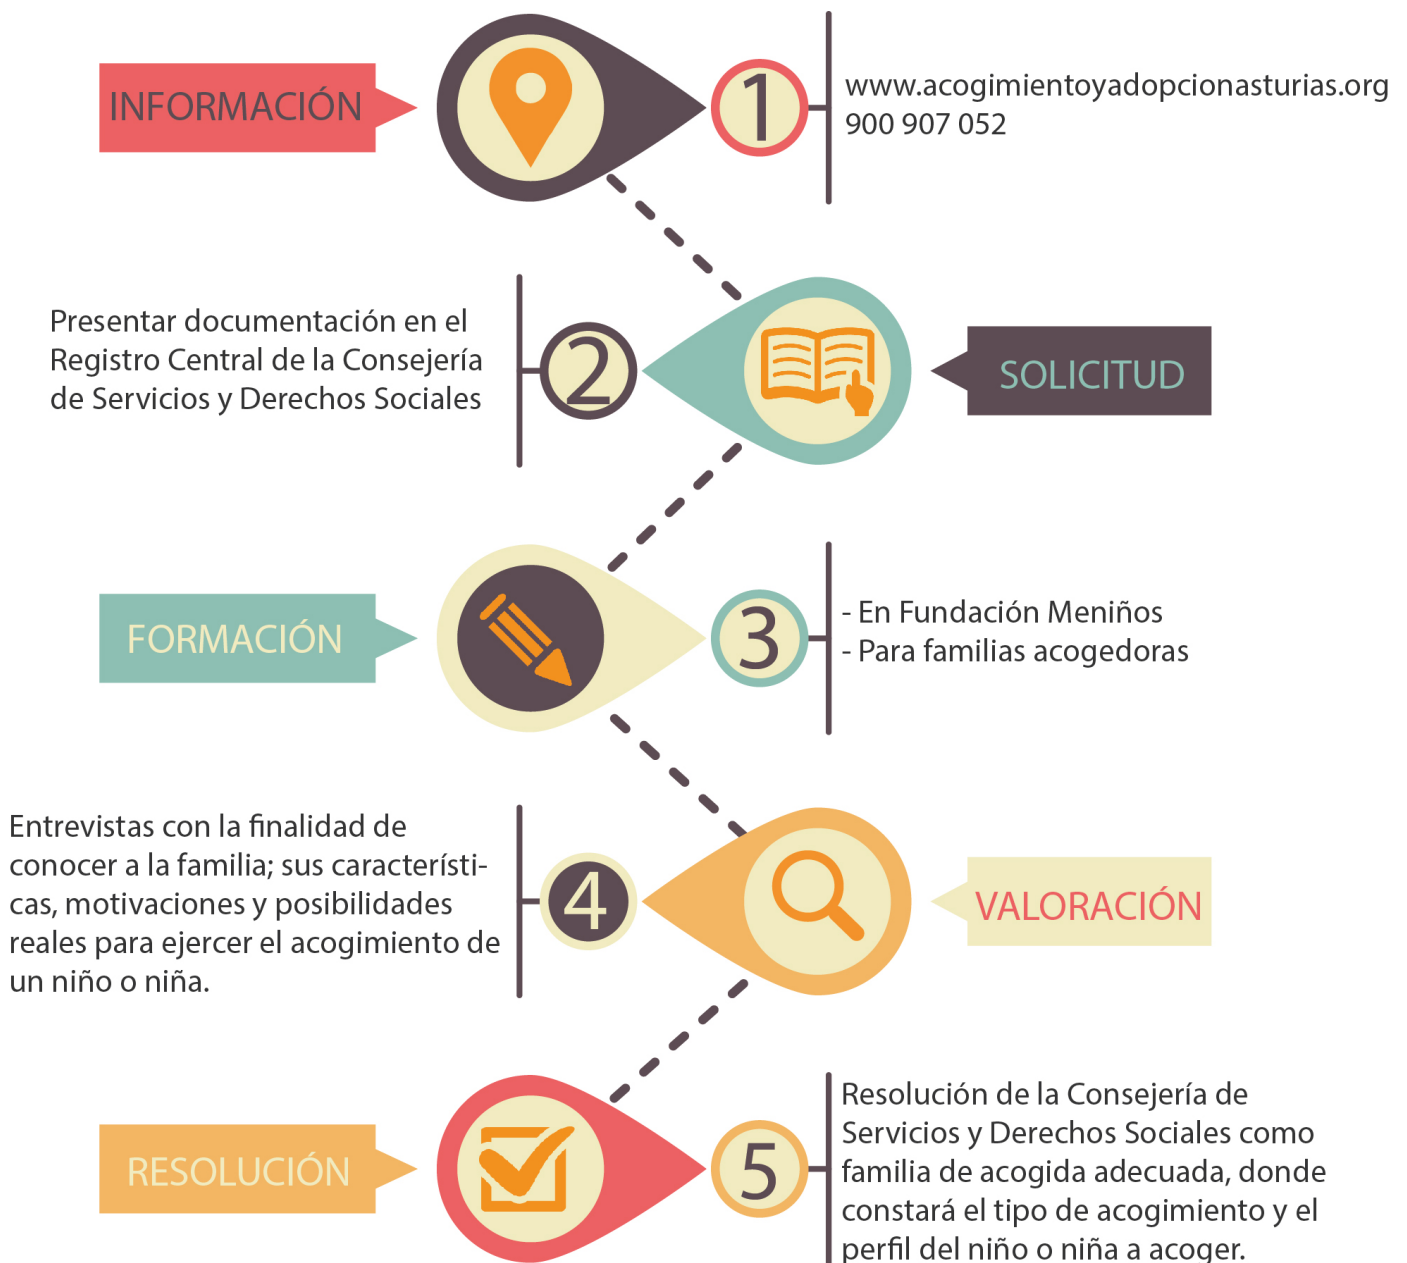 INFORMACIÓN
1
www.acogimientoyadopcionasturias.org
900 907 052
Presentar documentación en el
Registro Central de la Consejería
de Servicios y Derechos Sociales
2
SOLICITUD
FORMACIÓN
3
- En Fundación Meniños
- Para familias acogedoras
Entrevistas con la finalidad de
conocer a la familia; sus característi-
cas, motivaciones y posibilidades
reales para ejercer el acogimiento de
un niño o niña.
4
VALORACIÓN
RESOLUCIÓN
5
Resolución de la Consejería de
Servicios y Derechos Sociales como
familia de acogida adecuada, donde
constará el tipo de acogimiento y el
perfil del niño o niña a acoger.